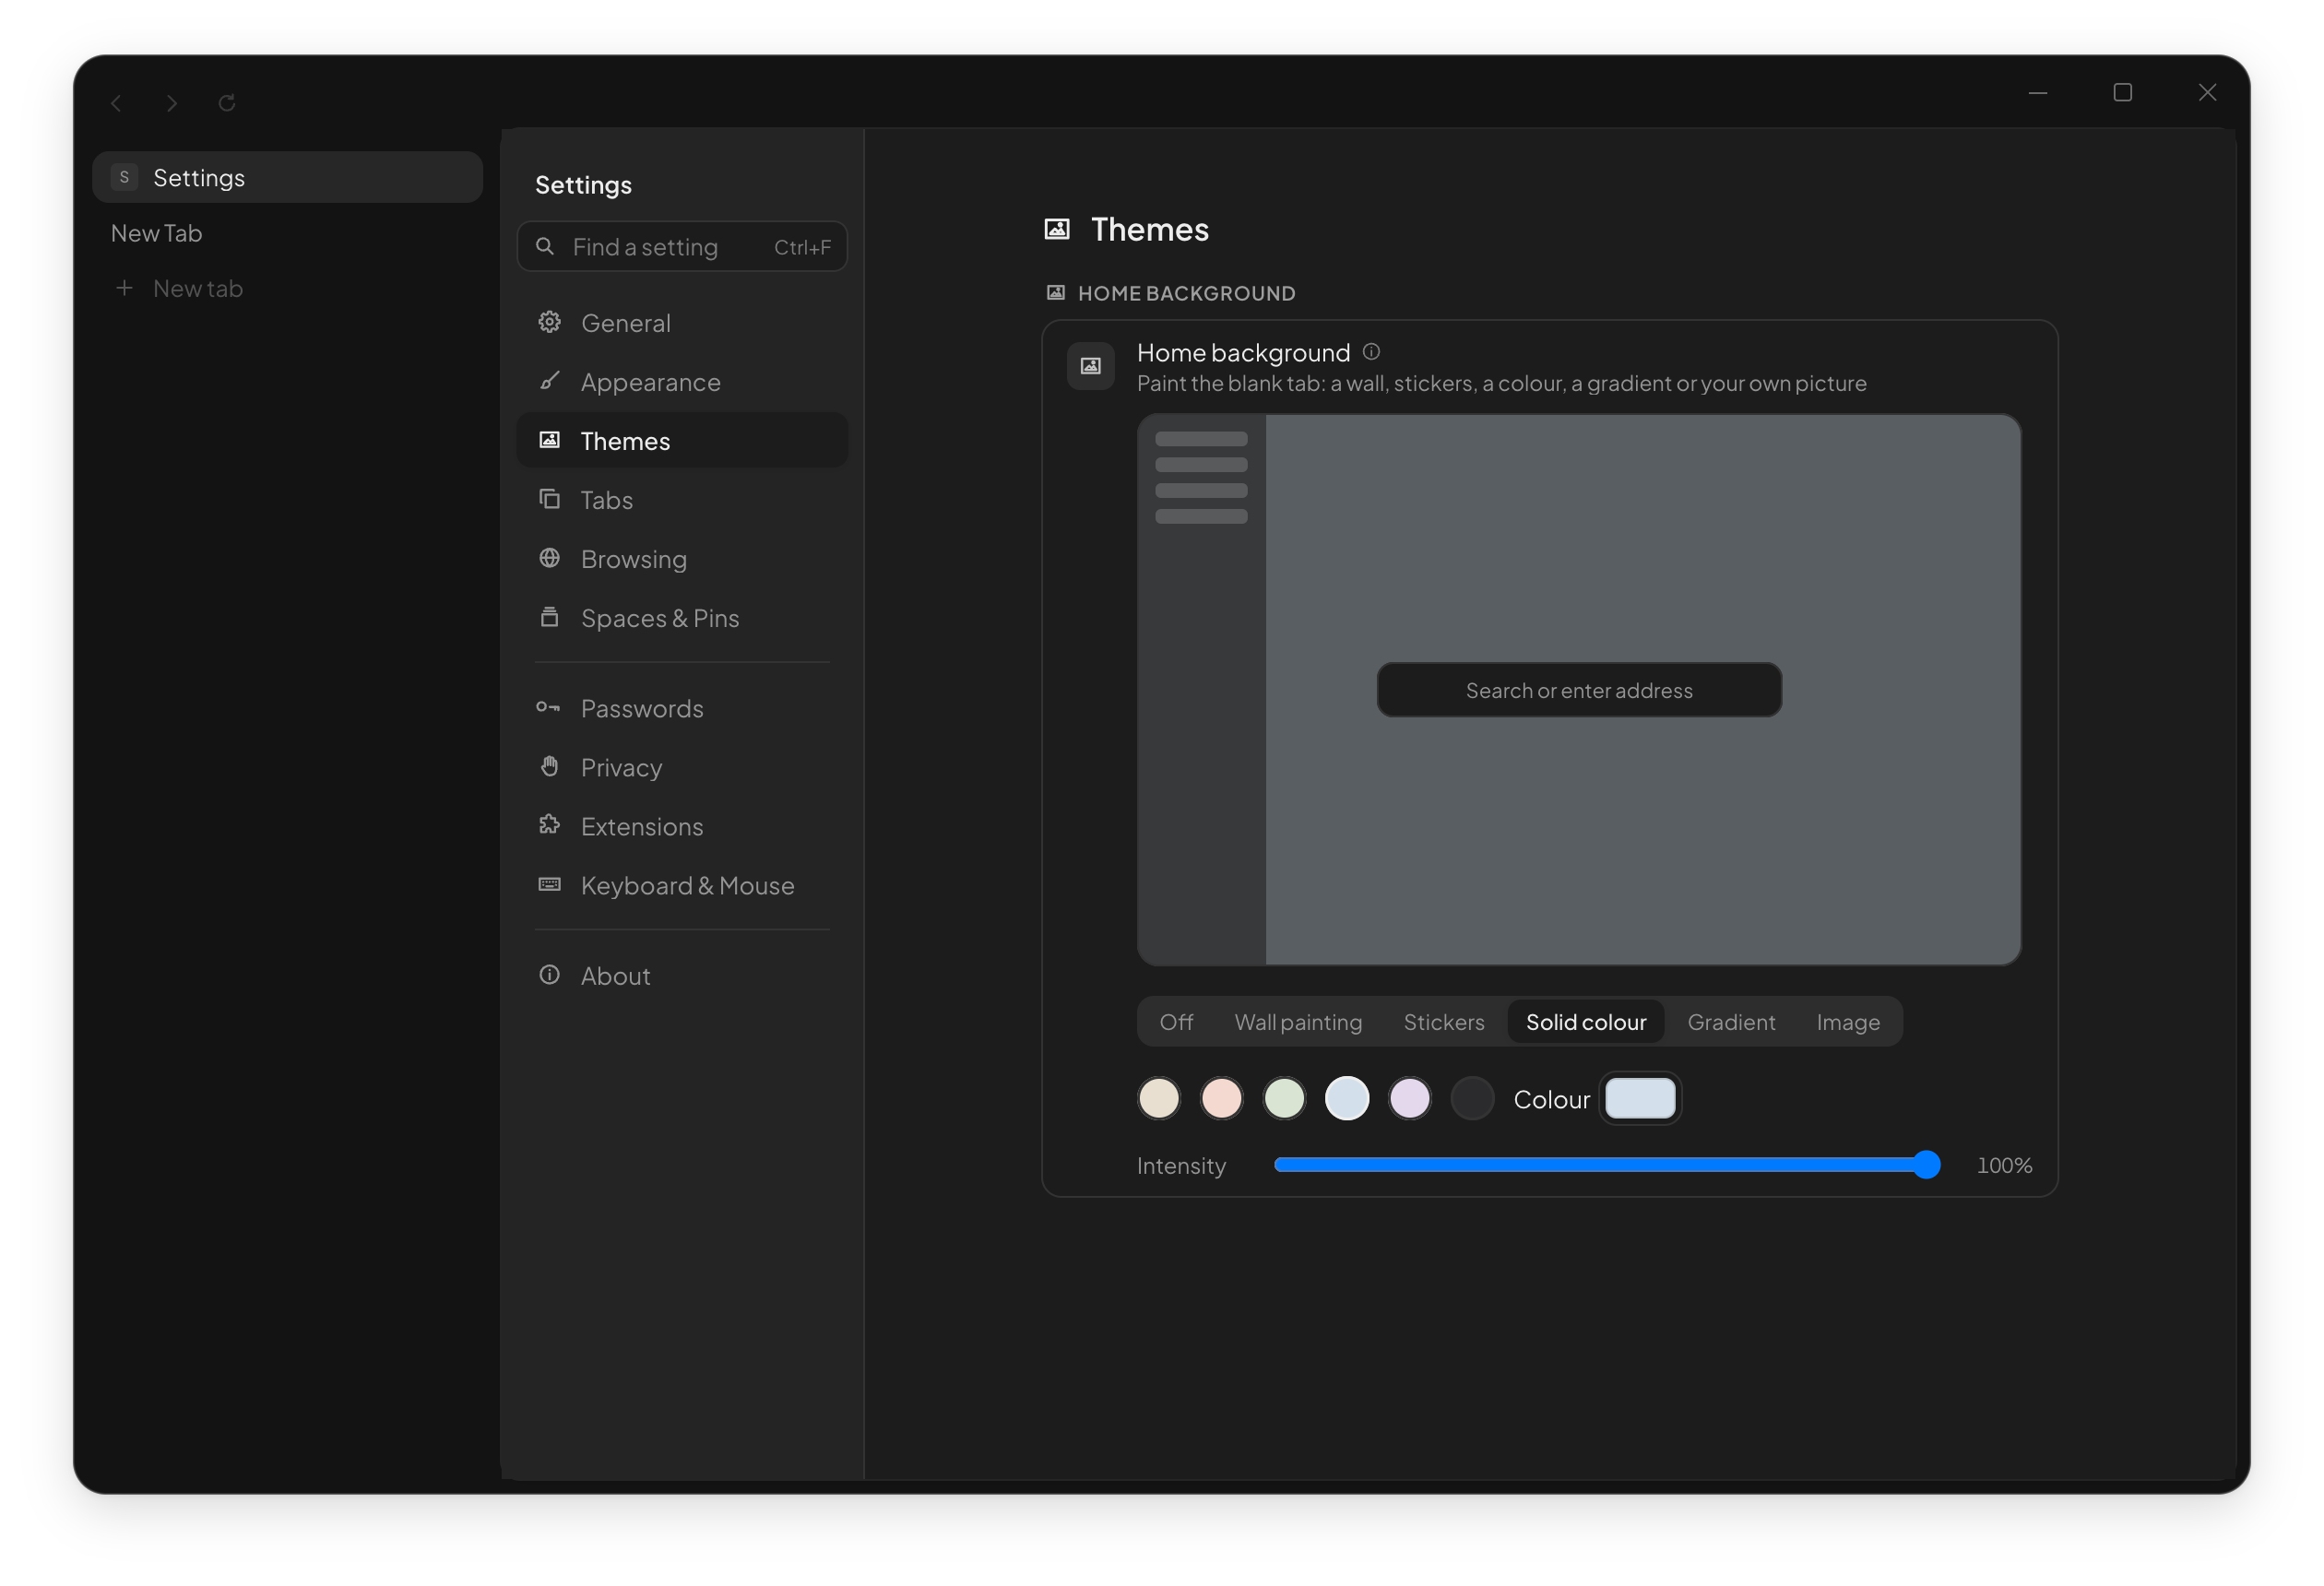 S Settings
New Tab
New tab
Settings
Find a setting Ctrl+F
General
Appearance
Themes
Tabs
Browsing
Spaces & Pins
Passwords
Privacy
Extensions
Keyboard & Mouse
About
Themes
HOME BACKGROUND
Home background
Paint the blank tab: a wall, stickers, a colour, a gradient or your own picture
Search or enter address
Off Wall painting Stickers Solid colour Gradient Image
Colour
Intensity 100%